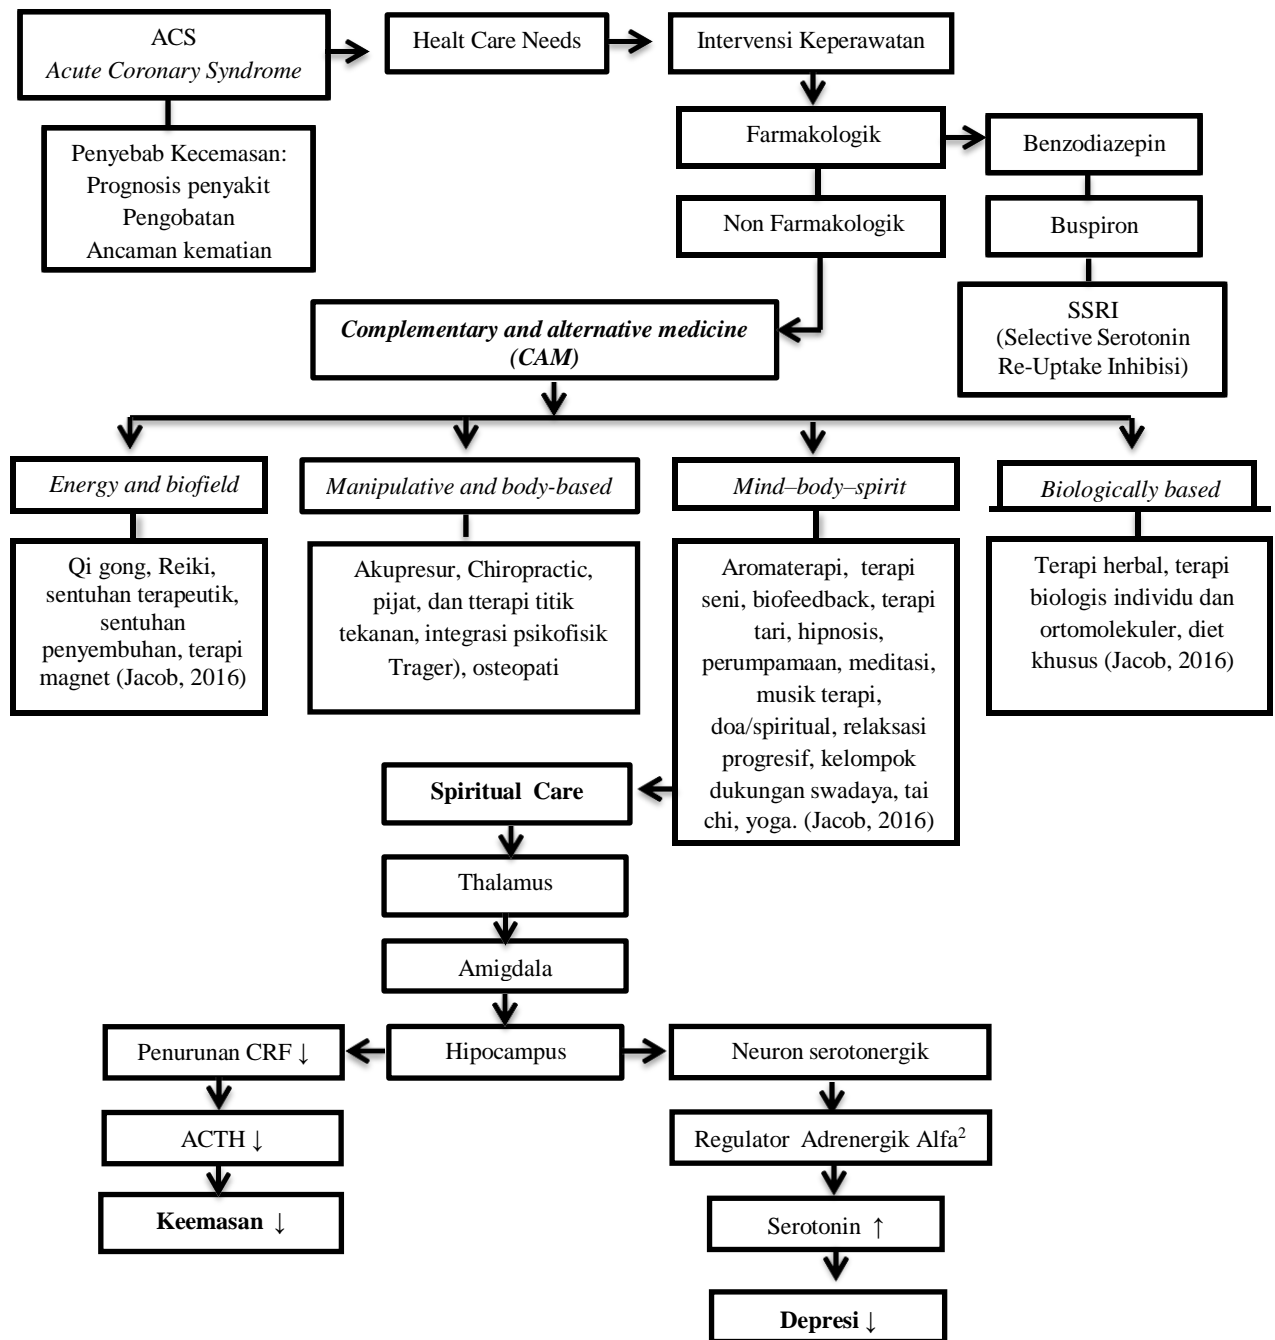 ACS
Acute Coronary Syndrome
Healt Care Needs
Intervensi Keperawatan
Penyebab Kecemasan:
Prognosis penyakit
Pengobatan
Ancaman kematian
Farmakologik
Benzodiazepin
Non Farmakologik
Buspiron
SSRI
(Selective Serotonin
Re-Uptake Inhibisi)
Complementary and alternative medicine
(CAM)
Energy and biofield
Manipulative and body-based
Mind–body–spirit
Biologically based
Qi gong, Reiki,
sentuhan terapeutik,
sentuhan
penyembuhan, terapi
magnet (Jacob, 2016)
Akupresur, Chiropractic,
pijat, dan tterapi titik
tekanan, integrasi psikofisik
Trager), osteopati
Aromaterapi, terapi
seni, biofeedback, terapi
tari, hipnosis,
perumpamaan, meditasi,
musik terapi,
doa/spiritual, relaksasi
progresif, kelompok
dukungan swadaya, tai
chi, yoga. (Jacob, 2016)
Terapi herbal, terapi
biologis individu dan
ortomolekuler, diet
khusus (Jacob, 2016)
Spiritual Care
Thalamus
Amigdala
Hipocampus
Penurunan CRF ↓
Neuron serotonergik
ACTH ↓
Regulator Adrenergik Alfa²
Keemasan ↓
Serotonin ↑
Depresi ↓